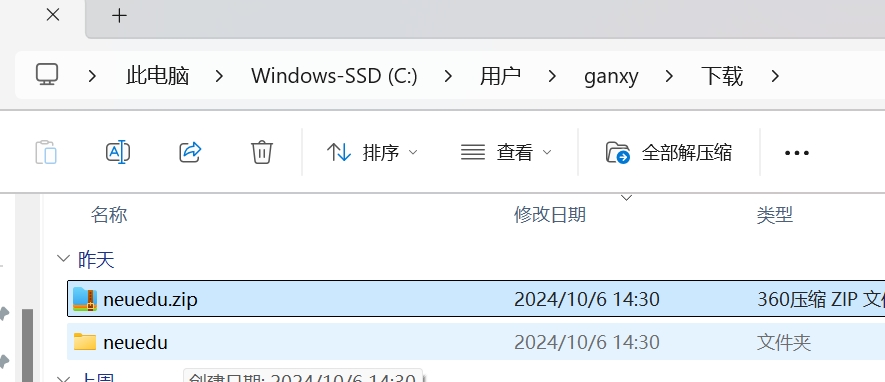 此电脑 > Windows-SSD (C:) > 用户 > ganxy > 下载 >
排序 查看 全部解压缩
名称 修改日期 类型
昨天
neuedu.zip 2024/10/6 14:30 360压缩 ZIP 文件
neuedu 2024/10/6 14:30 文件夹
上周 创建日期: 2024/10/6 14:30